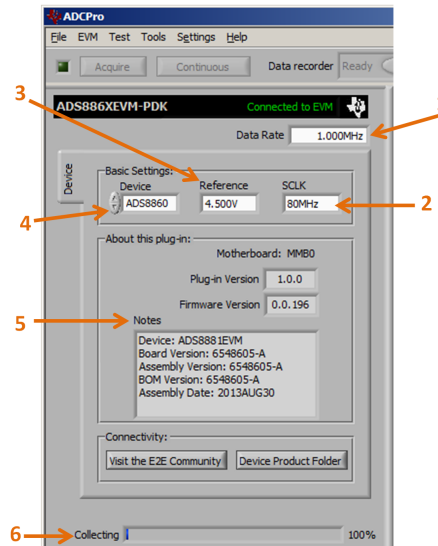 ADCPro
File EVM Test Tools Settings Help
Acquire Continuous Data recorder Ready
3
ADS886XEVM-PDK Connected to EVM
Data Rate 1.000MHz
Device
Basic Settings:
Device Reference SCLK
ADS8860 4.500V 80MHz
2
4
About this plug-in:
Motherboard: MMB0
Plug-in Version 1.0.0
Firmware Version 0.0.196
5
Notes
Device: ADS8881EVM
Board Version: 6548605-A
Assembly Version: 6548605-A
BOM Version: 6548605-A
Assembly Date: 2013AUG30
Connectivity:
Visit the E2E Community Device Product Folder
6
Collecting 100%